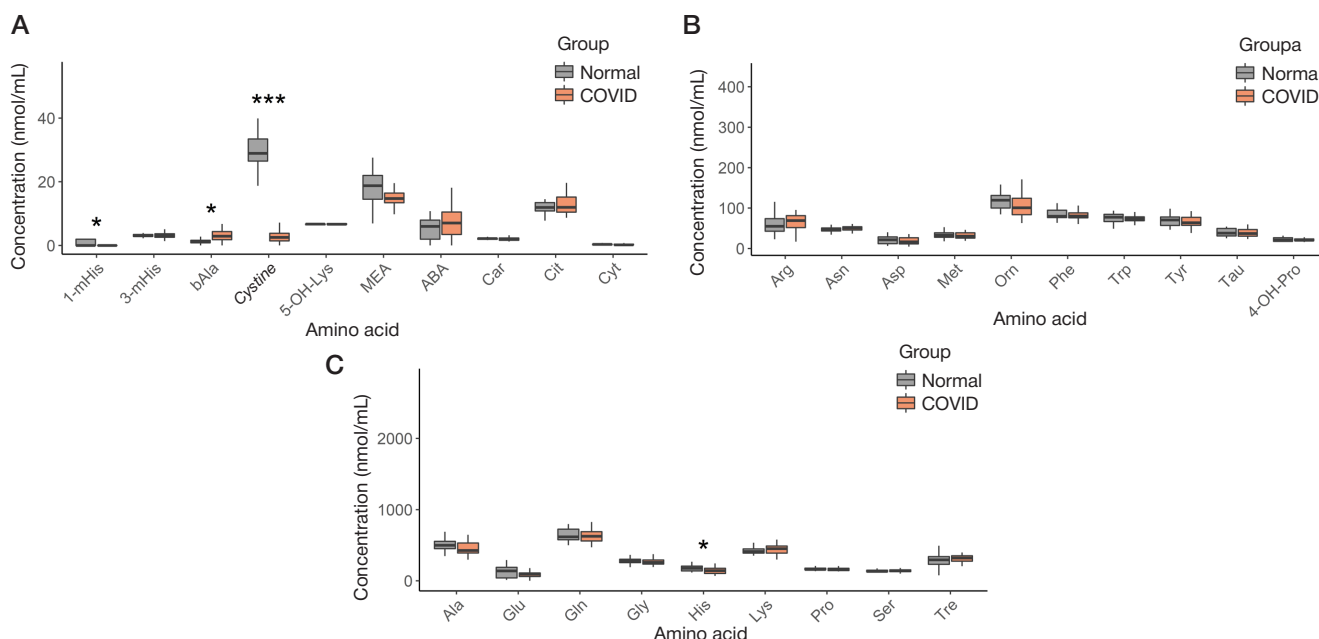 A
Group
Normal
COVID
Concentration (nmol/mL)
40
20
0
*
*
***
1-mHis
3-mHis
bAla
Cystine
5-OH-Lys
MEA
ABA
Car
Cit
Cyt
Amino acid
B
Groupa
Norma
COVID
Concentration (nmol/mL)
400
300
200
100
0
Arg
Asn
Asp
Met
Orn
Phe
Trp
Tyr
Tau
4-OH-Pro
Amino acid
C
Group
Normal
COVID
Concentration (nmol/mL)
2000
1000
0
*
Ala
Glu
Gln
Gly
His
Lys
Pro
Ser
Tre
Amino acid